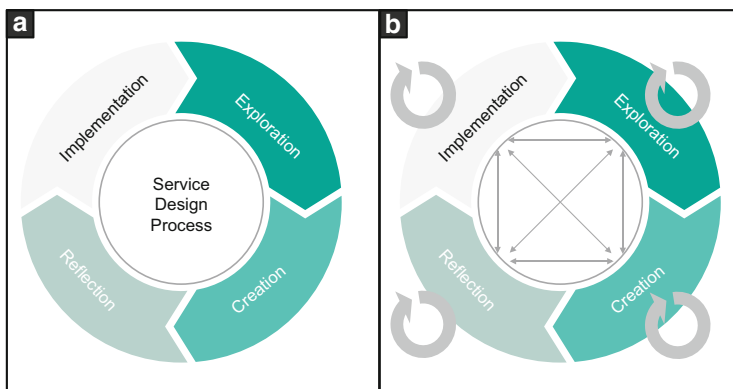 a
Implementation
Exploration
Service
Design
Process
Reflection
Creation
b
Implementation
Exploration
Reflection
Creation